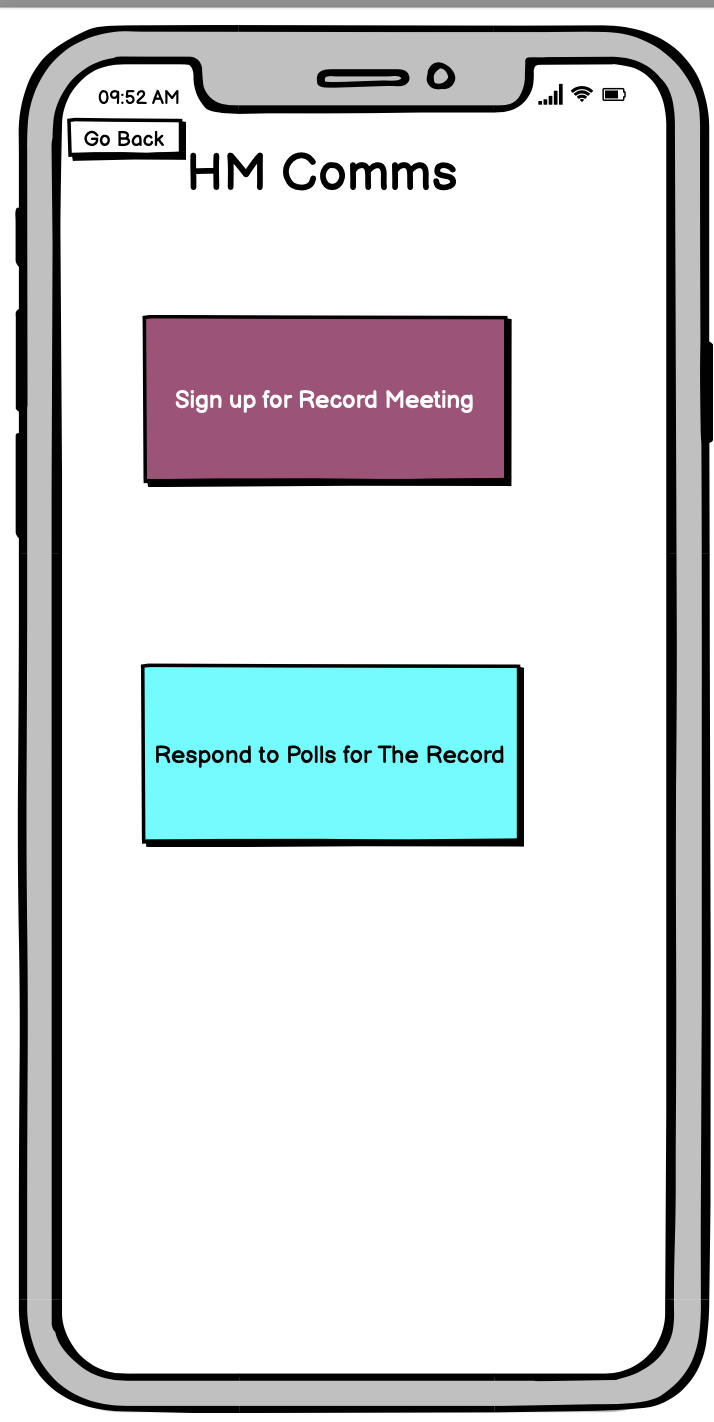 09:52 AM
Go Back
HM Comms
Sign up for Record Meeting
Respond to Polls for The Record